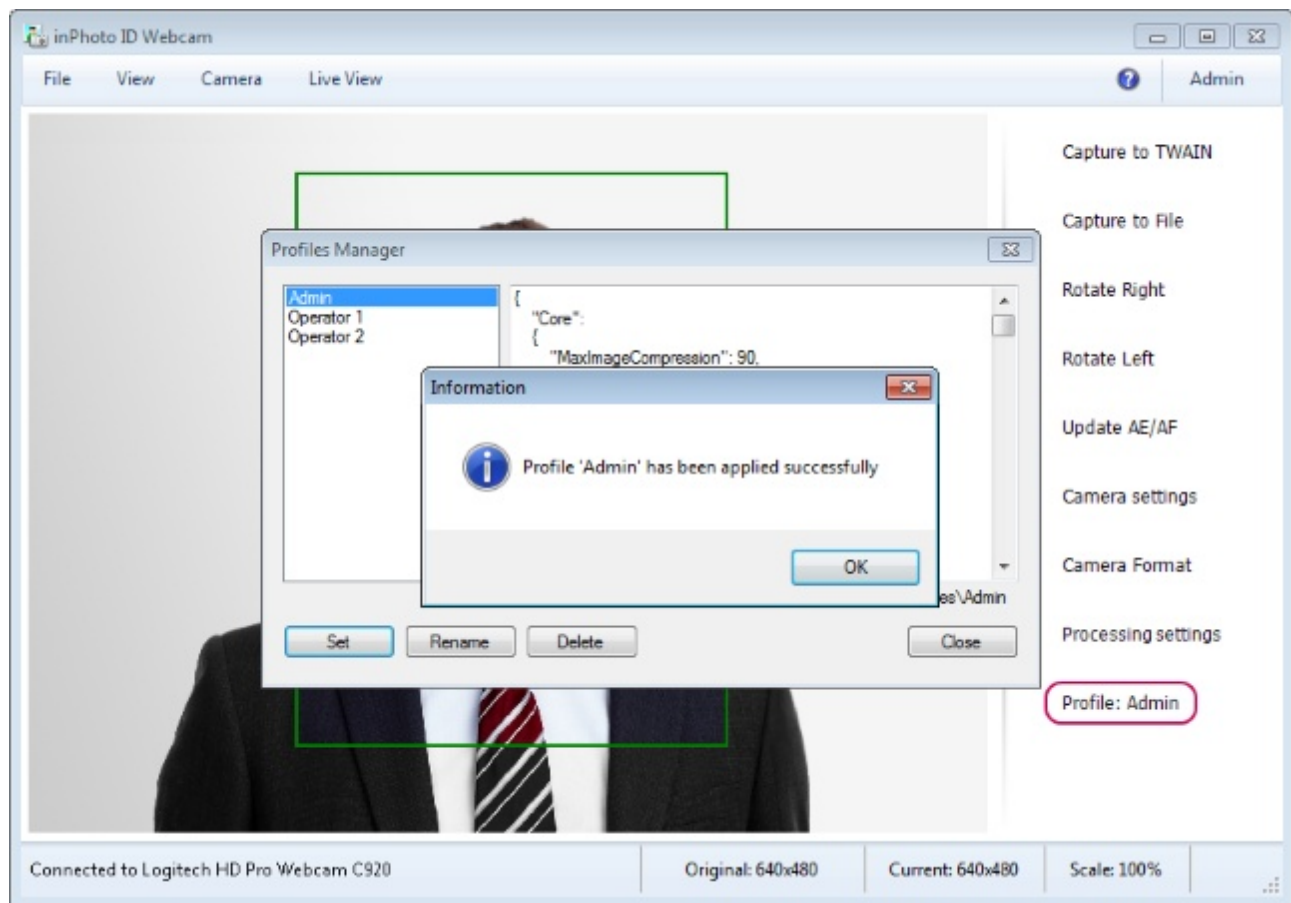 inPhoto ID Webcam
File View Camera Live View Admin
Capture to TWAIN
Capture to File
Rotate Right
Rotate Left
Update AE/AF
Camera settings
Camera Format
Processing settings
Profile: Admin
Profiles Manager
Admin
Operator 1
Operator 2
{
"Core":
{
"MaxImageCompression": 90,
Information
Profile 'Admin' has been applied successfully
OK
es\Admin
Set Rename Delete Close
Connected to Logitech HD Pro Webcam C920 Original: 640x480 Current: 640x480 Scale: 100%